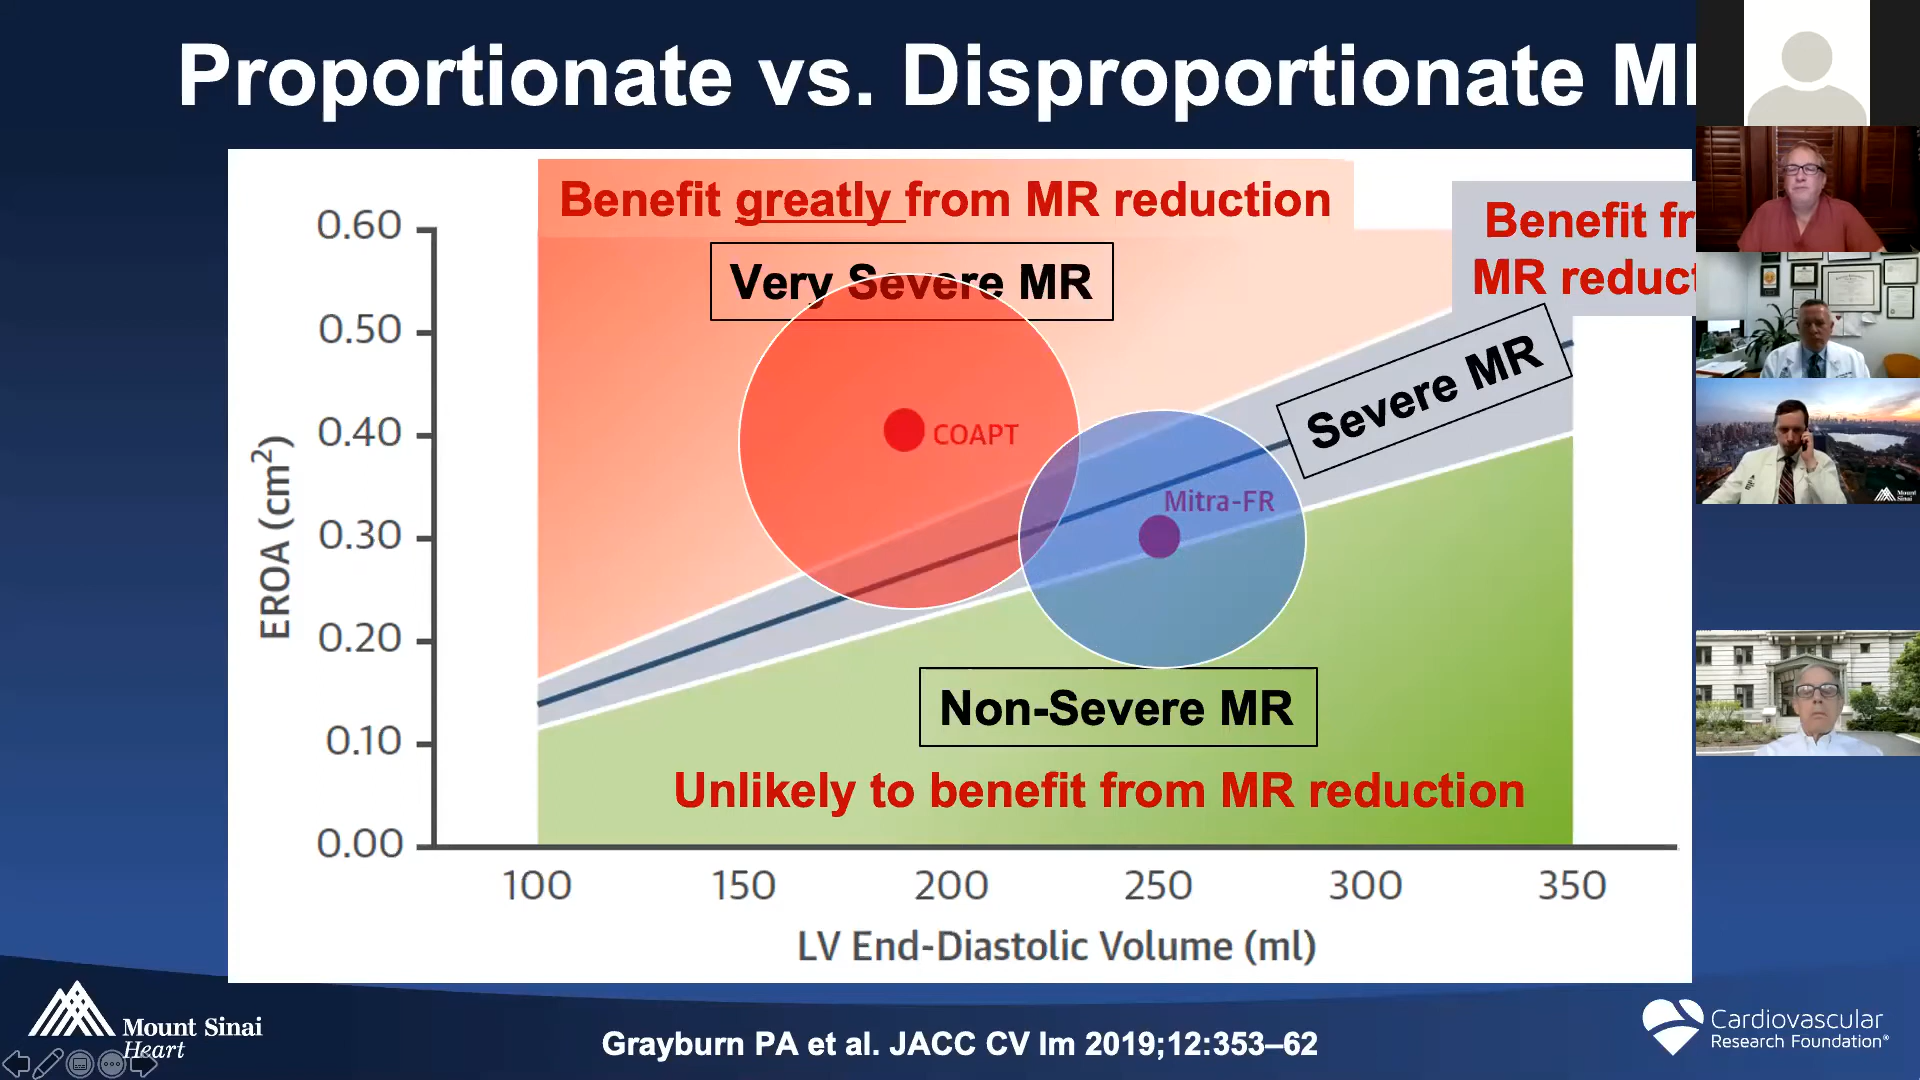 Proportionate vs. Disproportionate M
Benefit greatly from MR reduction
Benefit fr
MR reduct
Very Severe MR
Severe MR
COAPT
Mitra-FR
Non-Severe MR
Unlikely to benefit from MR reduction
EROA (cm²)
0.60
0.50
0.40
0.30
0.20
0.10
0.00
100 150 200 250 300 350
LV End-Diastolic Volume (ml)
Mount Sinai
Heart
Grayburn PA et al. JACC CV Im 2019;12:353–62
Cardiovascular
Research Foundation®
Mount
Sinai